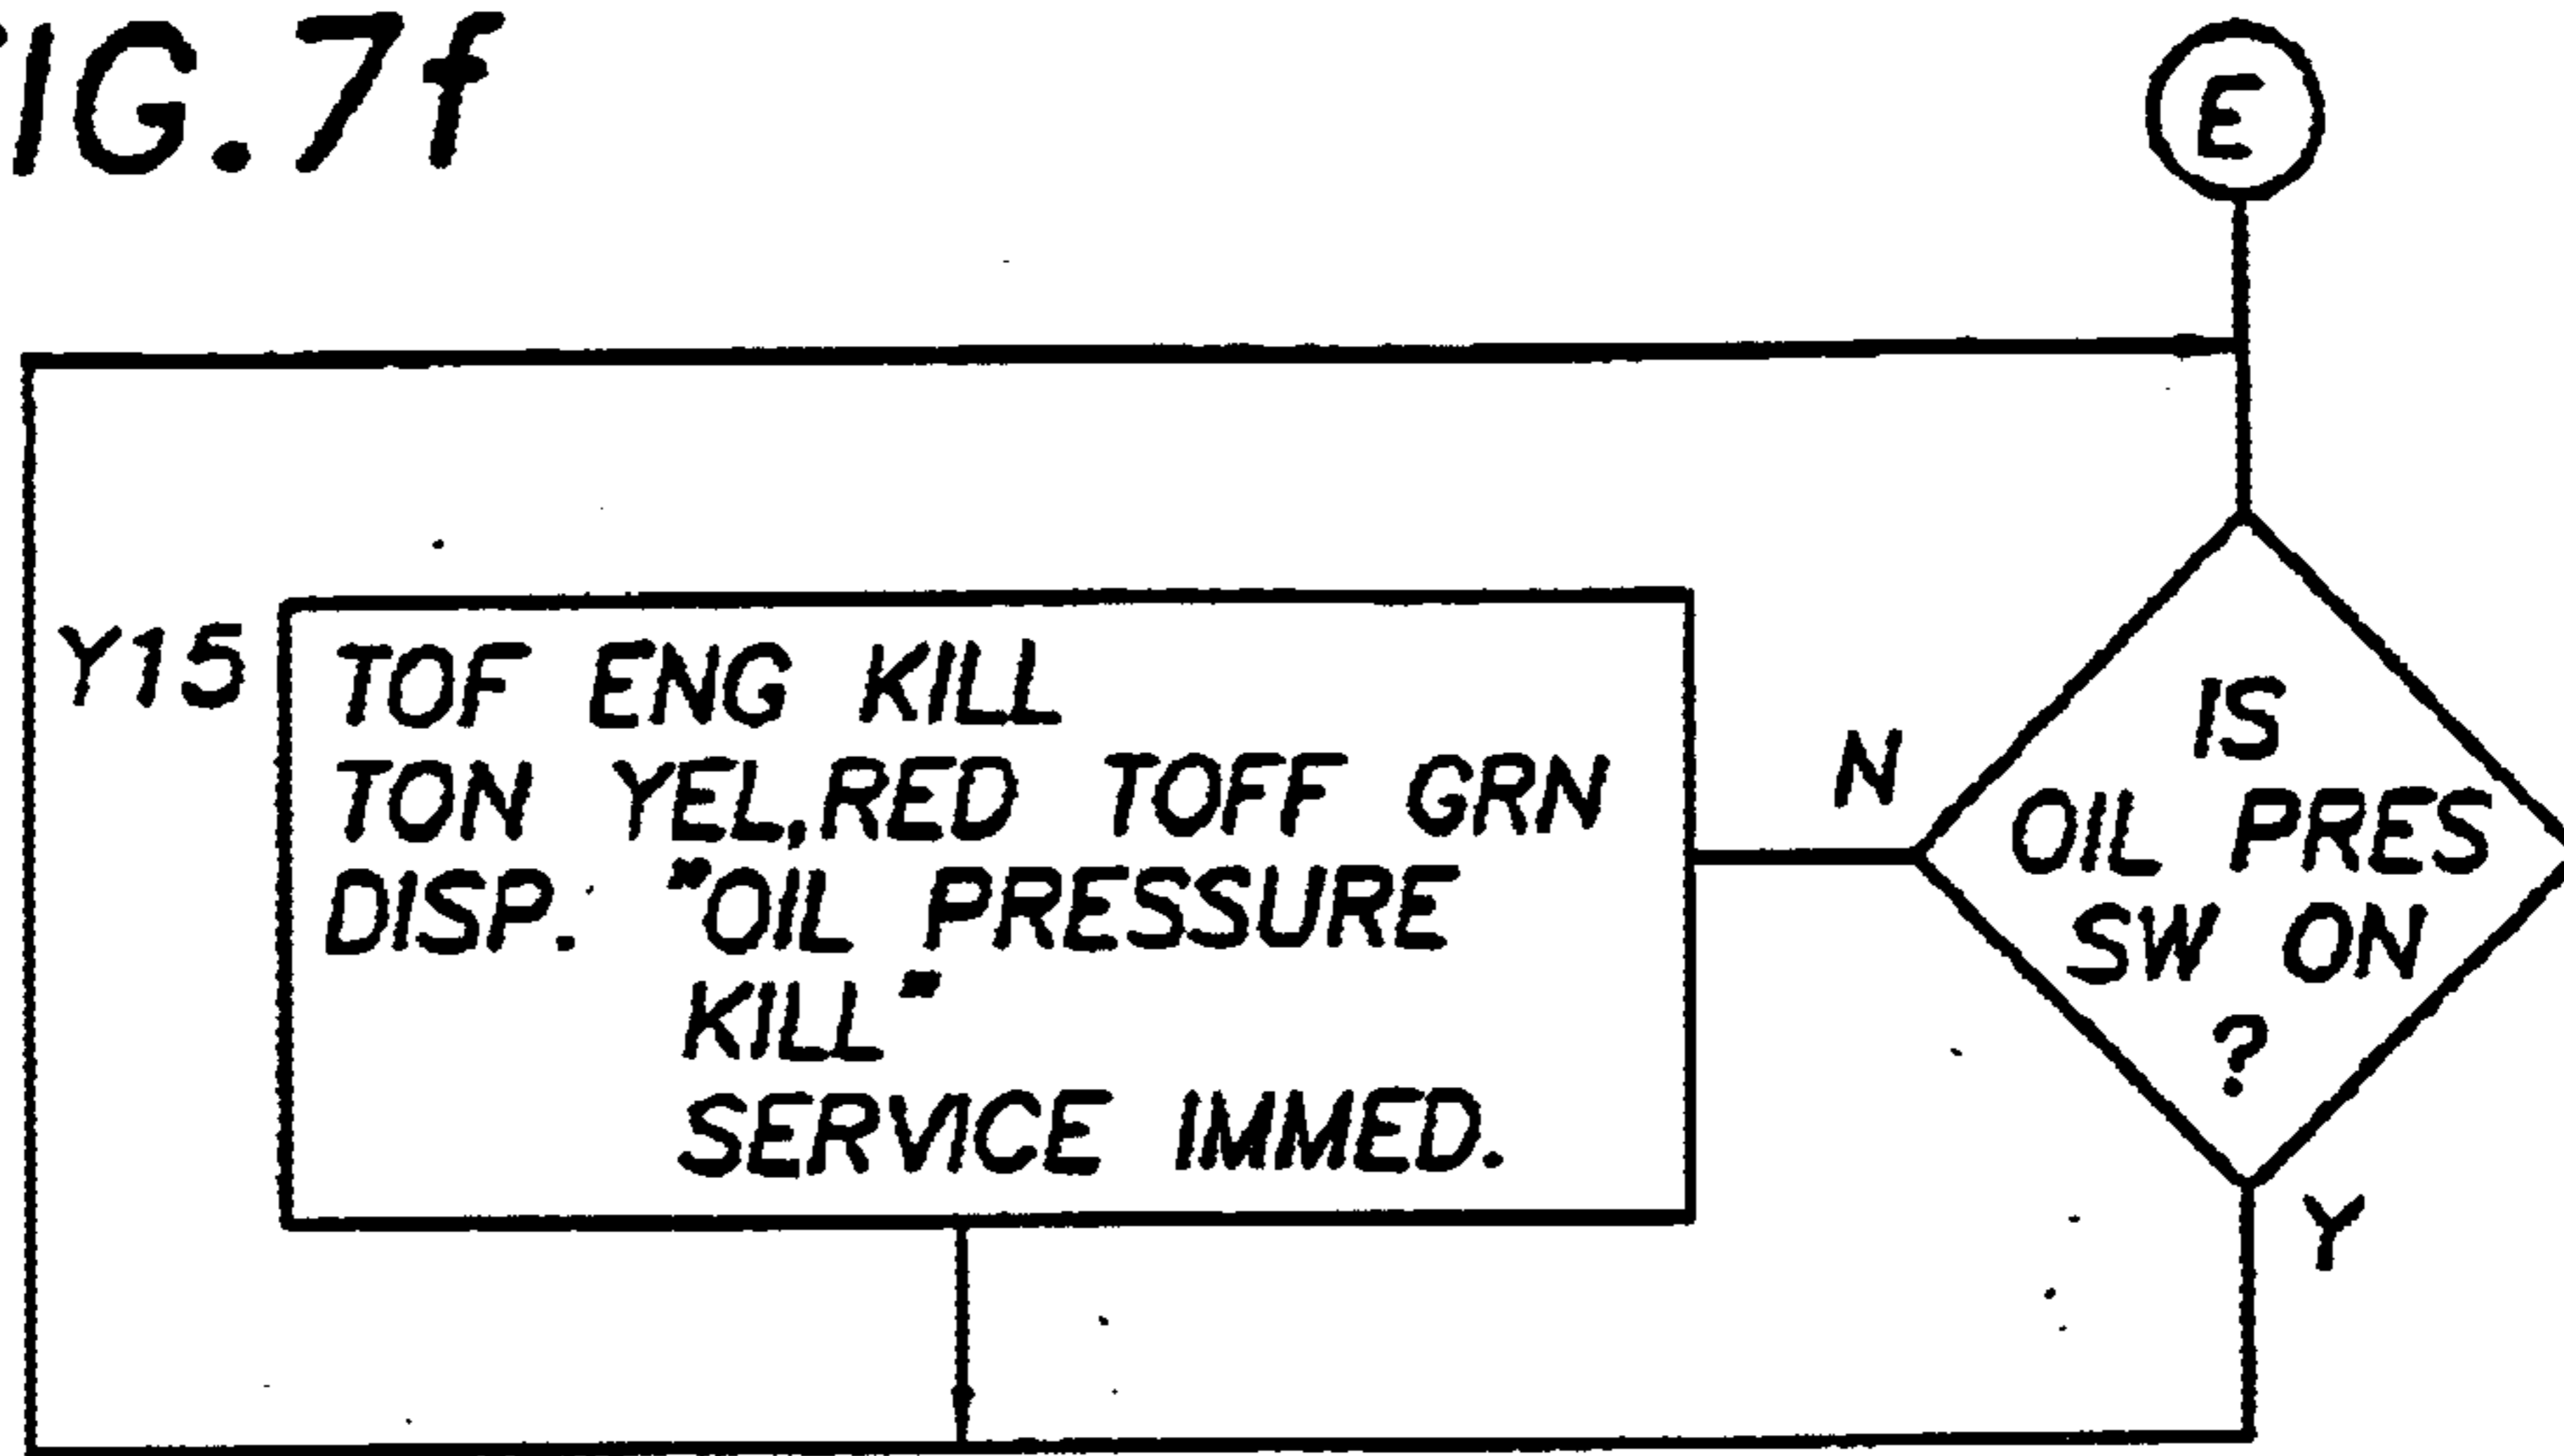 FIG. 7f
E
Y15
TOF ENG KILL
TON YEL,RED TOFF GRN
DISP. "OIL PRESSURE
KILL"
SERVICE IMMED.
N
IS
OIL PRES
SW ON
?
Y